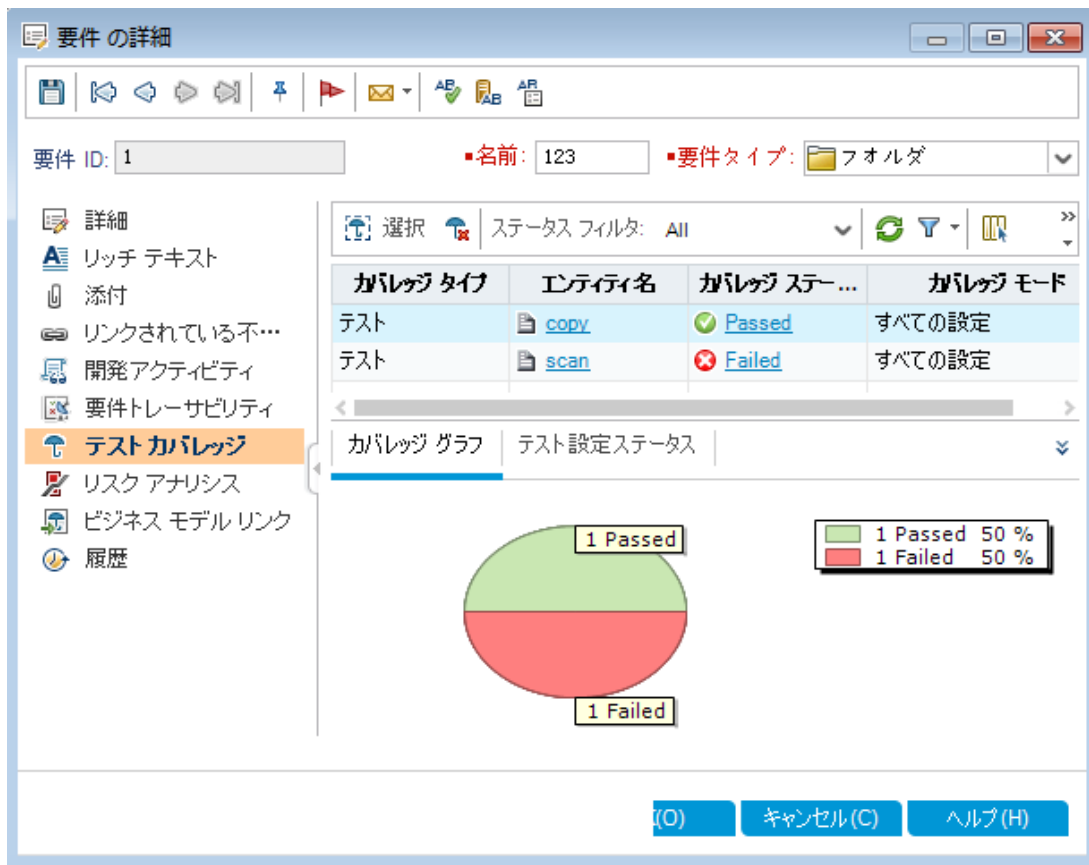 要件 の詳細
要件 ID: 1
名前: 123
要件タイプ: フォルダ
詳細
リッチ テキスト
添付
リンクされている不…
開発アクティビティ
要件トレーサビリティ
テスト カバレッジ
リスク アナリシス
ビジネス モデル リンク
履歴
選択 ステータス フィルタ: All
カバレッジ タイプ エンティティ名 カバレッジ ステー... カバレッジ モード
テスト copy Passed すべての設定
テスト scan Failed すべての設定
カバレッジ グラフ テスト設定ステータス
1 Passed
1 Passed 50 %
1 Failed 50 %
1 Failed
(O) キャンセル(C) ヘルプ(H)